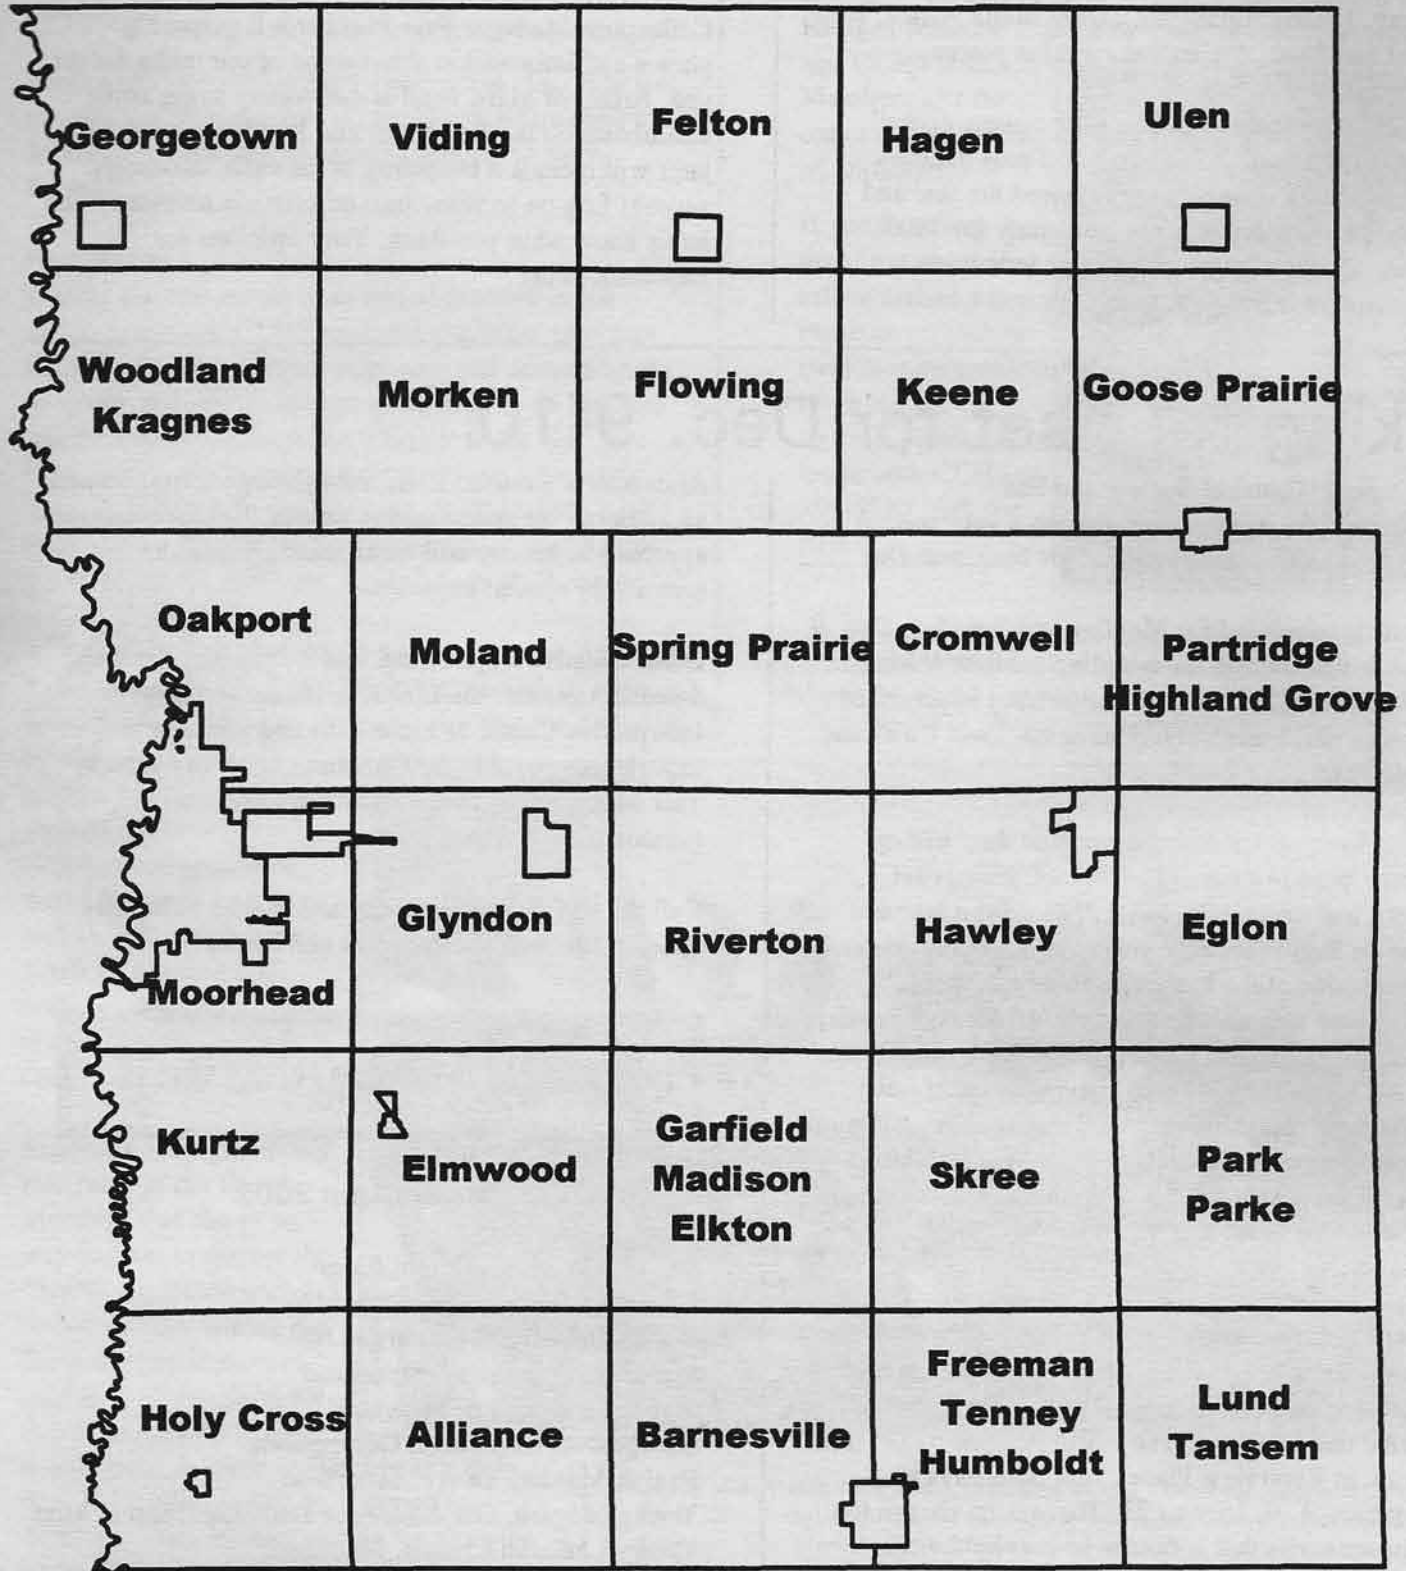 Georgetown
Viding
Felton
Hagen
Ulen
Woodland
Kragnes
Morken
Flowing
Keene
Goose Prairie
Oakport
Moland
Spring Prairie
Cromwell
Partridge
Highland Grove
Moorhead
Glyndon
Riverton
Hawley
Eglon
Kurtz
Elmwood
Garfield
Madison
Elkton
Skree
Park
Parke
Holy Cross
Alliance
Barnesville
Freeman
Tenney
Humboldt
Lund
Tansem